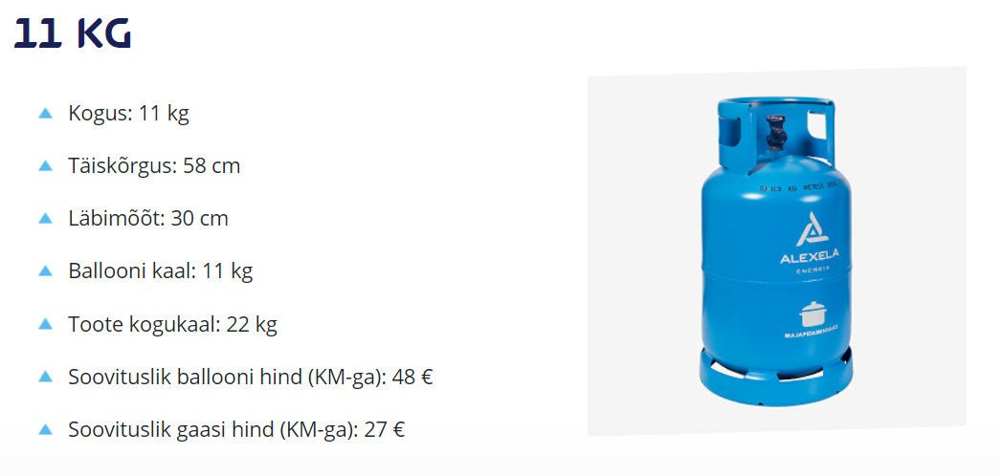 11 KG
Kogus: 11 kg
Täiskõrgus: 58 cm
Läbimõõt: 30 cm
Ballooni kaal: 11 kg
Toote kogukaal: 22 kg
Soovituslik ballooni hind (KM-ga): 48 €
Soovituslik gaasi hind (KM-ga): 27 €
KG
ALEXELA
ENERGIA
MAJAPIDAMISGAAS